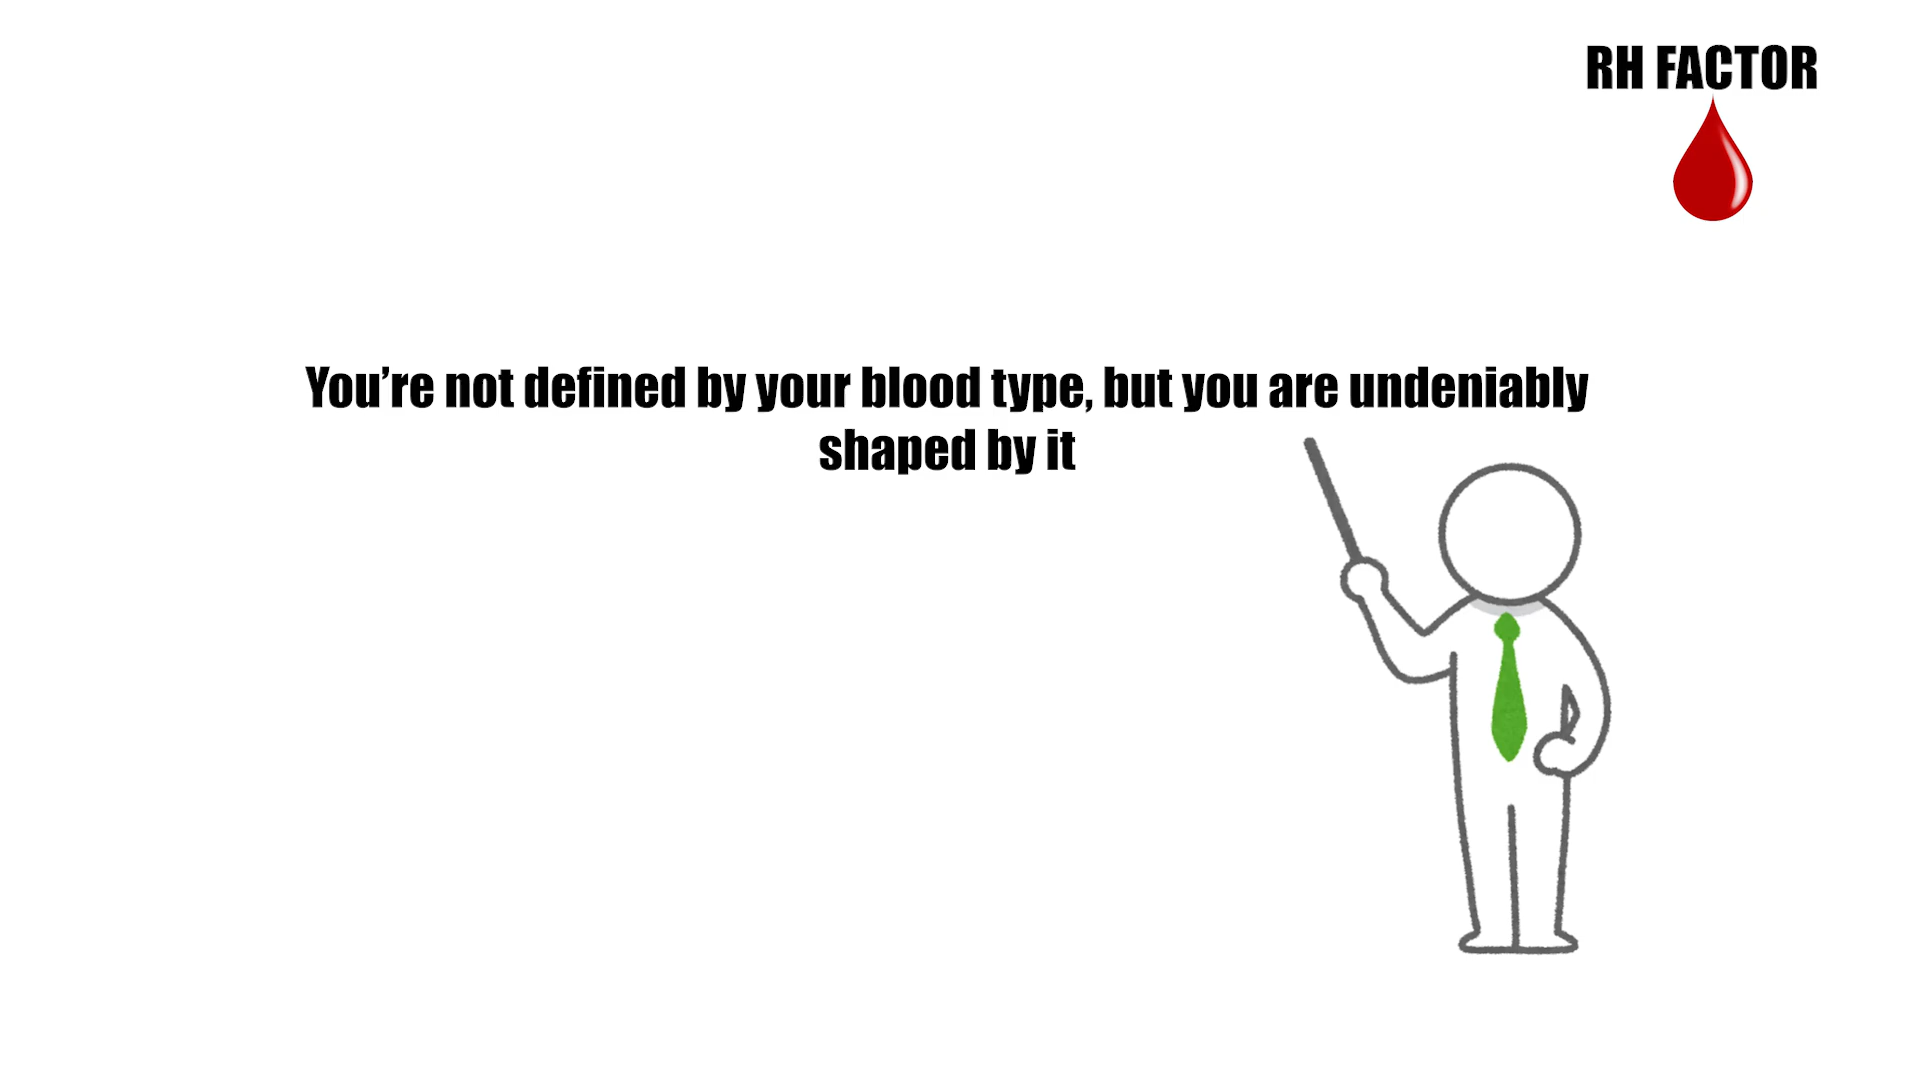 RH FACTOR
You’re not defined by your blood type, but you are undeniably
shaped by it